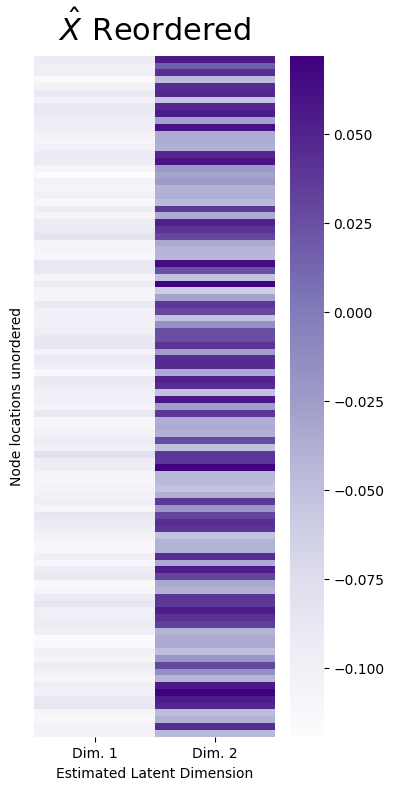 X̂ Reordered
0.050
0.025
0.000
−0.025
−0.050
−0.075
−0.100
Node locations unordered
Dim. 1 Dim. 2
Estimated Latent Dimension